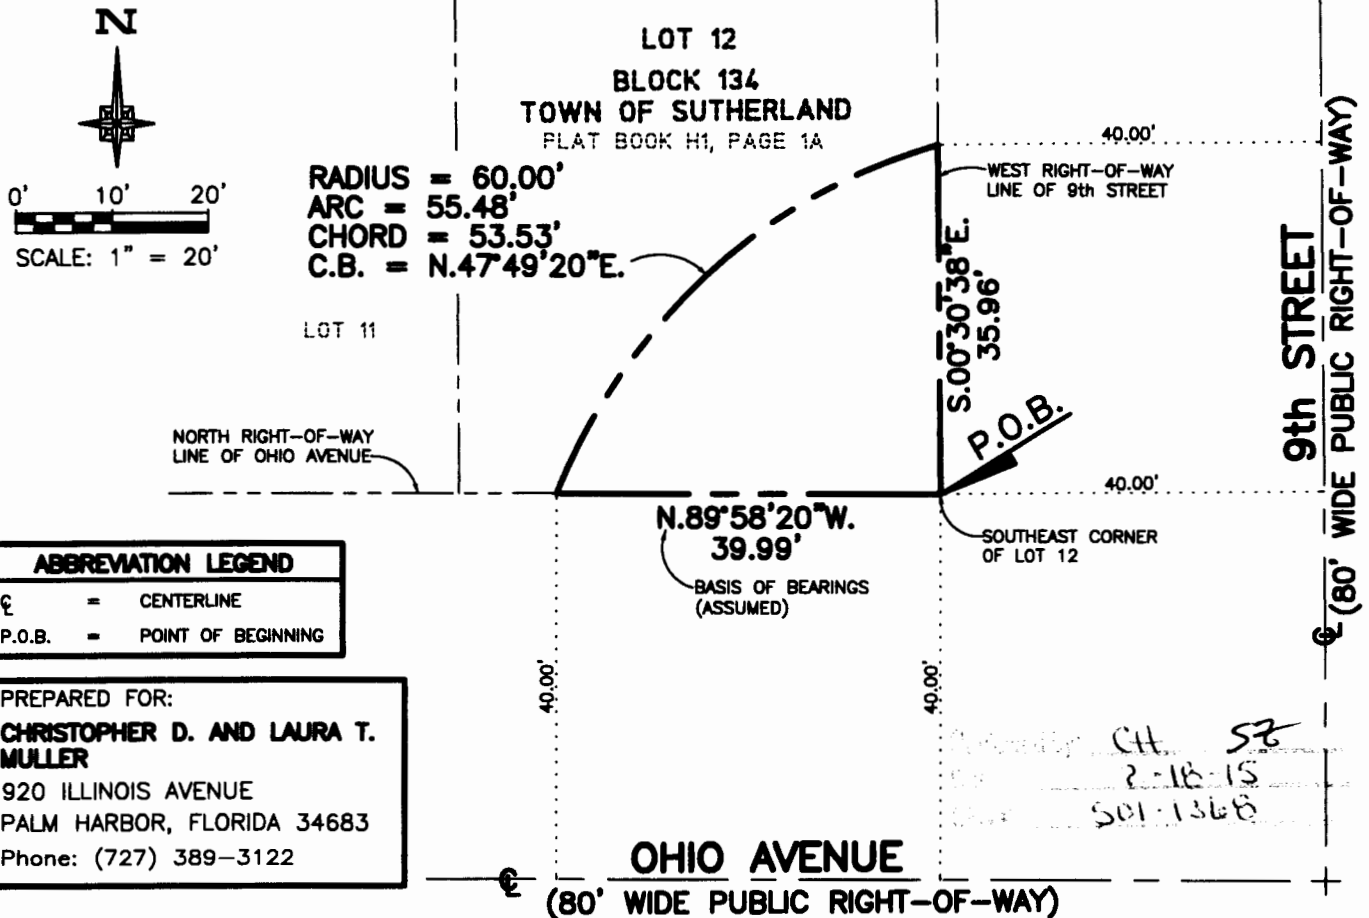 N
0' 10' 20'
SCALE: 1" = 20'
LOT 12
BLOCK 134
TOWN OF SUTHERLAND
PLAT BOOK H1, PAGE 1A
RADIUS = 60.00'
ARC = 55.48'
CHORD = 53.53'
C.B. = N.47°49'20"E.
LOT 11
40.00'
WEST RIGHT-OF-WAY
LINE OF 9th STREET
S.00°30'38"E.
35.96'
9th STREET
(80' WIDE PUBLIC RIGHT-OF-WAY)
P.O.B.
NORTH RIGHT-OF-WAY
LINE OF OHIO AVENUE
40.00'
N.89°58'20"W.
39.99'
SOUTHEAST CORNER
OF LOT 12
BASIS OF BEARINGS
(ASSUMED)
ABBREVIATION LEGEND
℄ = CENTERLINE
P.O.B. = POINT OF BEGINNING
℄
40.00'
40.00'
PREPARED FOR:
CHRISTOPHER D. AND LAURA T.
MULLER
920 ILLINOIS AVENUE
PALM HARBOR, FLORIDA 34683
Phone: (727) 389-3122
CH SZ
2-18-15
501-1368
OHIO AVENUE
℄
(80' WIDE PUBLIC RIGHT-OF-WAY)